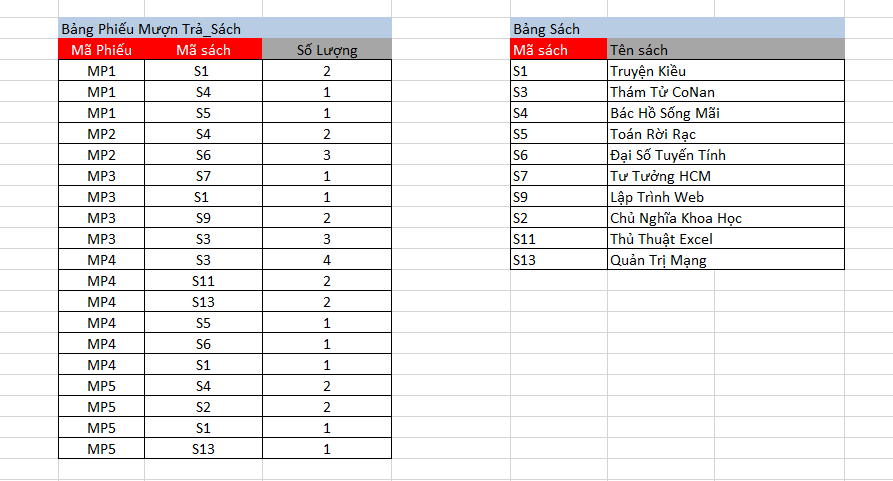 Bảng Phiếu Mượn Trả_Sách
Mã Phiếu Mã sách Số Lượng
MP1 S1 2
MP1 S4 1
MP1 S5 1
MP2 S4 2
MP2 S6 3
MP3 S7 1
MP3 S1 1
MP3 S9 2
MP3 S3 3
MP4 S3 4
MP4 S11 2
MP4 S13 2
MP4 S5 1
MP4 S6 1
MP4 S1 1
MP5 S4 2
MP5 S2 2
MP5 S1 1
MP5 S13 1
Bảng Sách
Mã sách Tên sách
S1 Truyện Kiều
S3 Thám Tử CoNan
S4 Bác Hồ Sống Mãi
S5 Toán Rời Rạc
S6 Đại Số Tuyến Tính
S7 Tư Tưởng HCM
S9 Lập Trình Web
S2 Chủ Nghĩa Khoa Học
S11 Thủ Thuật Excel
S13 Quản Trị Mạng